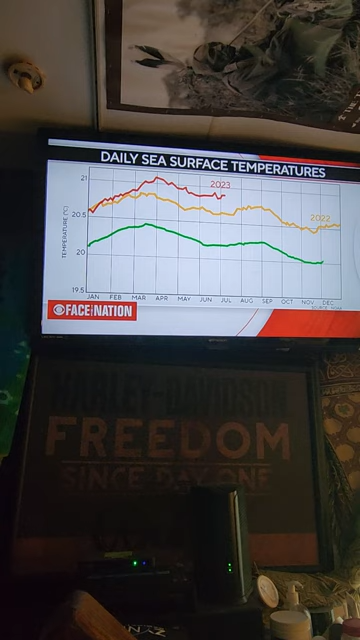 DAILY SEA SURFACE TEMPERATURES
21
20.5
20
19.5
TEMPERATURE (°C)
2023
2022
JAN FEB MAR APR MAY JUN JUL AUG SEP OCT NOV DEC
FACE THE NATION
HARLEY-DAVIDSON
FREEDOM
SINCE DAY ONE